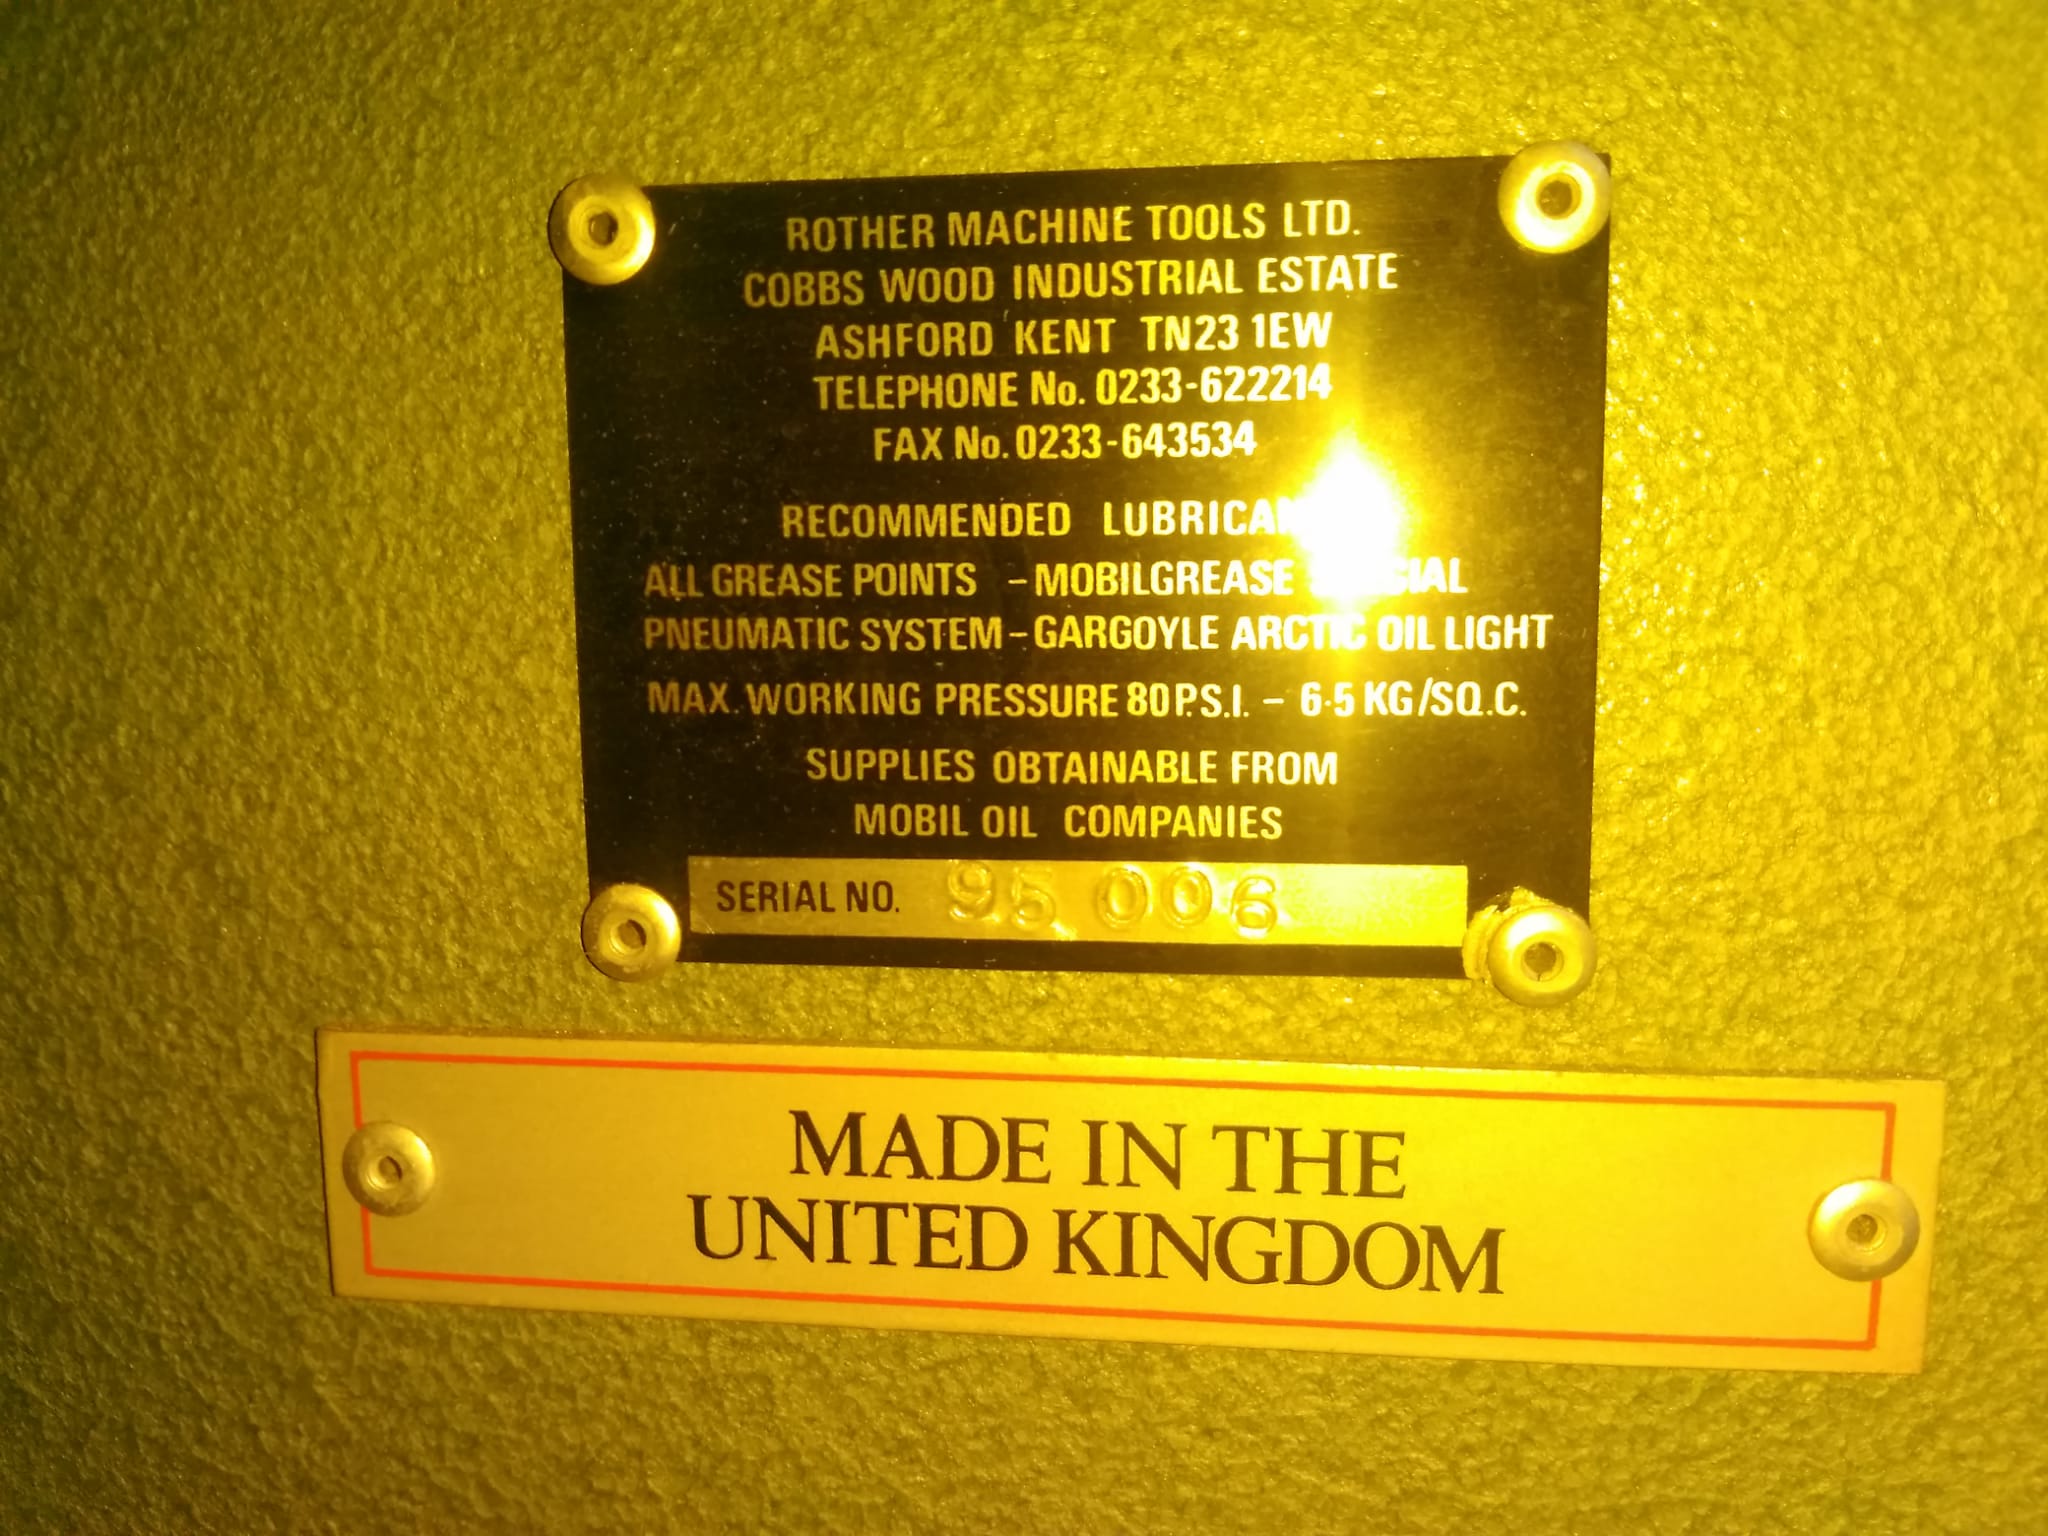 ROTHER MACHINE TOOLS LTD.
COBBS WOOD INDUSTRIAL ESTATE
ASHFORD KENT TN23 1EW
TELEPHONE No. 0233-622214
FAX No. 0233-643534
RECOMMENDED
ALL GREASE POINTS - MOBILGREASE
PNEUMATIC SYSTEM - GARGOYLE ARCTIC OIL LIGHT
MAX. WORKING PRESSURE 80 P.S.I. - 6·5 KG/SQ.C.
SUPPLIES OBTAINABLE FROM
MOBIL OIL COMPANIES
SERIAL NO. 95 006
MADE IN THE
UNITED KINGDOM